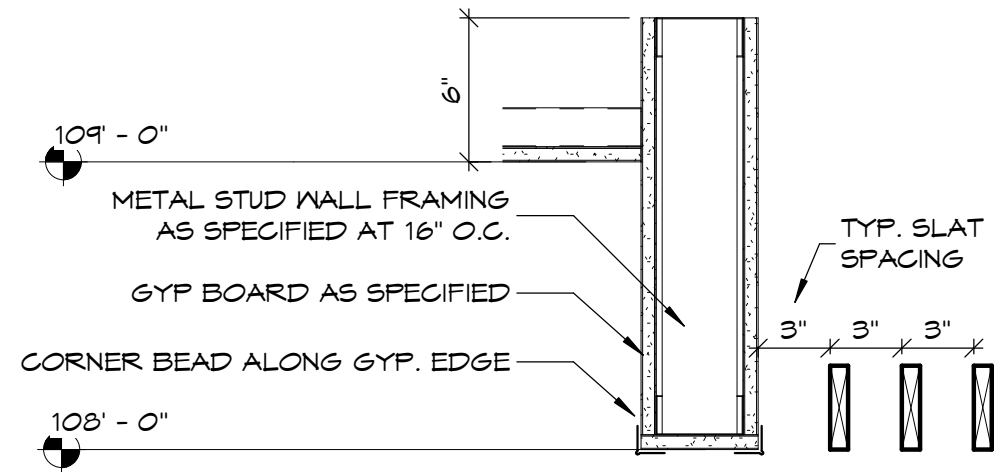 6"
109' - 0"
METAL STUD WALL FRAMING
AS SPECIFIED AT 16" O.C.
TYP. SLAT
SPACING
GYP BOARD AS SPECIFIED
3" 3" 3"
CORNER BEAD ALONG GYP. EDGE
108' - 0"